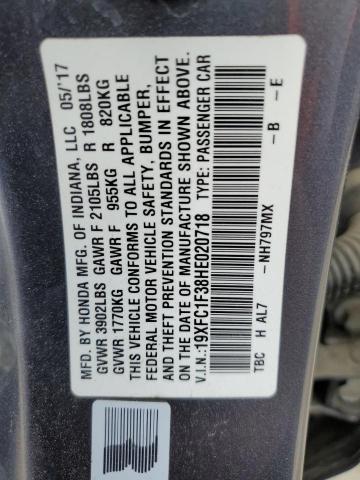 MFD. BY HONDA MFG. OF INDIANA, LLC 05/'17
GVWR 3902LBS GAWR F 2105LBS R 1808LBS
GVWR 1770KG GAWR F 955KG R 820KG
THIS VEHICLE CONFORMS TO ALL APPLICABLE
FEDERAL MOTOR VEHICLE SAFETY, BUMPER,
AND THEFT PREVENTION STANDARDS IN EFFECT
ON THE DATE OF MANUFACTURE SHOWN ABOVE.
V.I.N.: 19XFC1F38HE020718 TYPE: PASSENGER CAR
TBC H AL7 -NH797MX -B -E